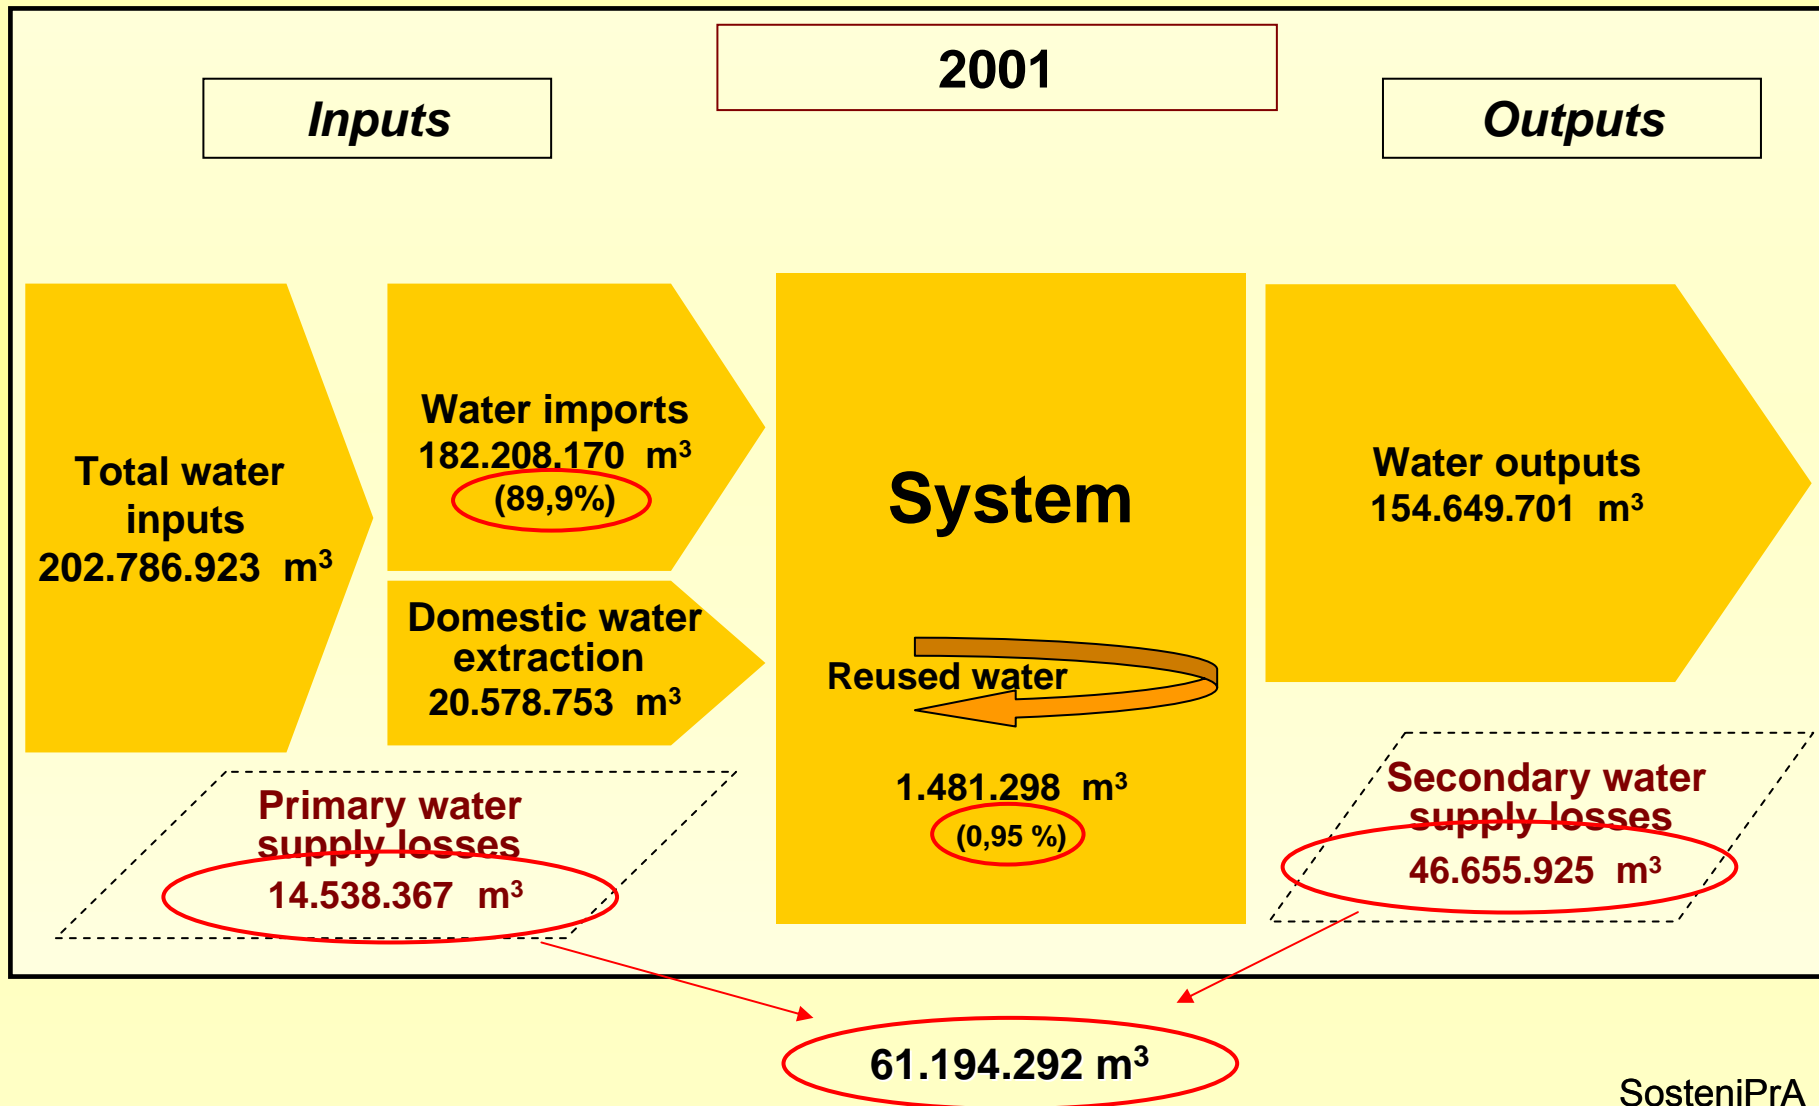 2001
Inputs
Outputs
Total water
inputs
202.786.923 m³
Water imports
182.208.170 m³
(89,9%)
Domestic water
extraction
20.578.753 m³
System
Reused water
1.481.298 m³
(0,95 %)
Water outputs
154.649.701 m³
Primary water
supply losses
14.538.367 m³
Secondary water
supply losses
46.655.925 m³
61.194.292 m³
SosteniPrA